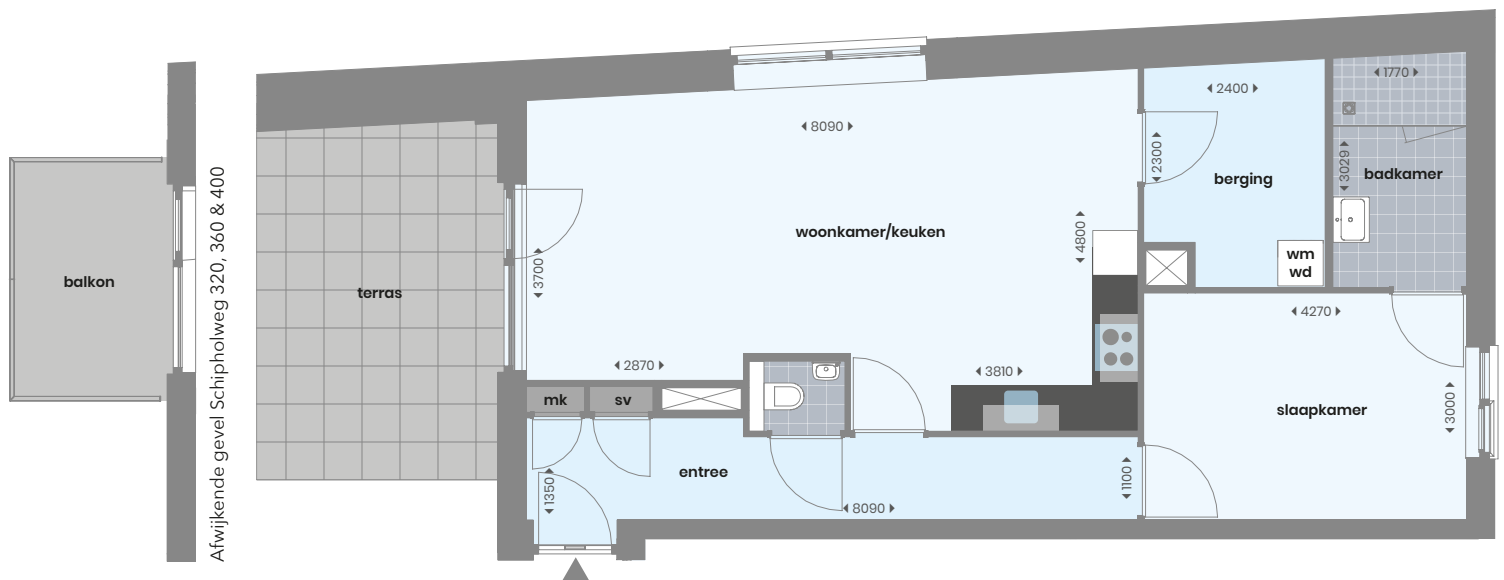 balkon
Afwijkende gevel Schipholweg 320, 360 & 400
terras
8090
woonkamer/keuken
3700
4800
2870
3810
2400
2300
berging
wm
wd
1770
3029
badkamer
4270
slaapkamer
3000
mk
sv
entree
1350
8090
1100